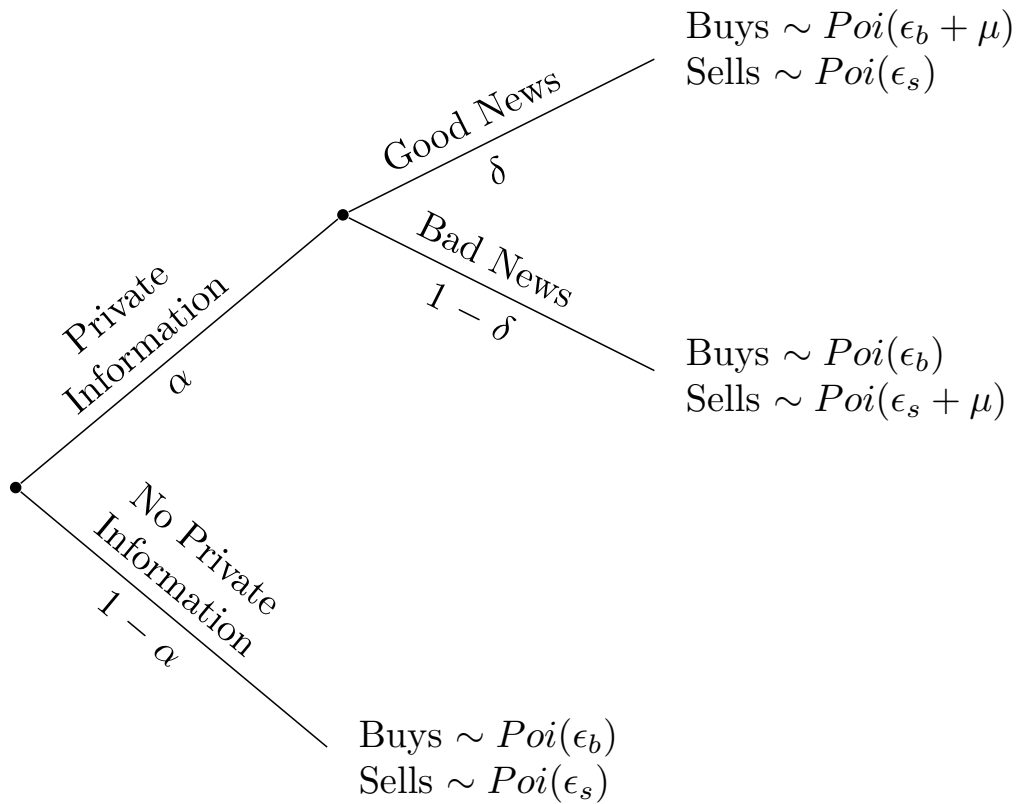 Buys ∼ Poi(ϵ_b + μ)
Sells ∼ Poi(ϵ_s)
Good News
δ
Bad News
1 − δ
Buys ∼ Poi(ϵ_b)
Sells ∼ Poi(ϵ_s + μ)
Private
Information
α
No Private
Information
1 − α
Buys ∼ Poi(ϵ_b)
Sells ∼ Poi(ϵ_s)